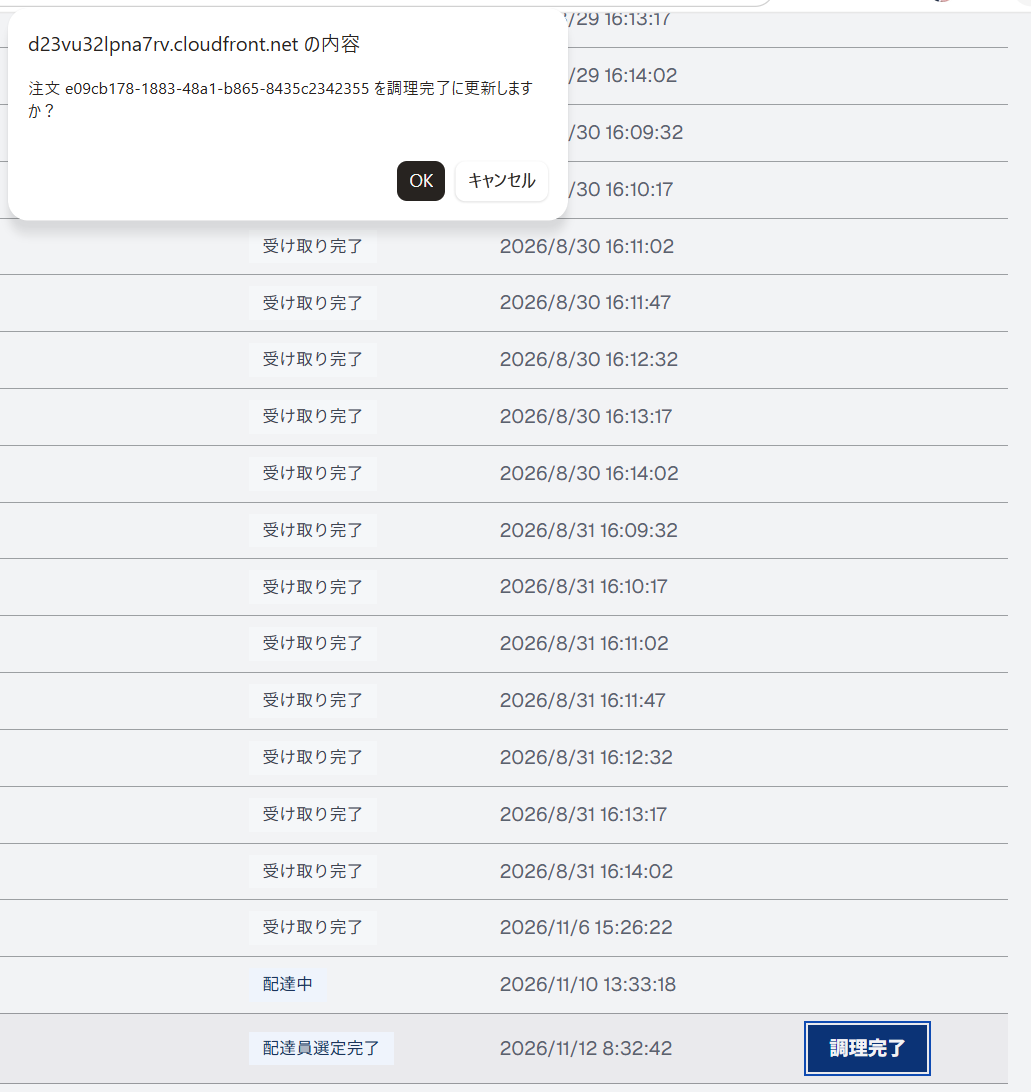 d23vu32lpna7rv.cloudfront.net の内容
注文 e09cb178-1883-48a1-b865-8435c2342355 を調理完了に更新します
か？
OK キャンセル
/29 16:13:17
/29 16:14:02
/30 16:09:32
/30 16:10:17
受け取り完了 2026/8/30 16:11:02
受け取り完了 2026/8/30 16:11:47
受け取り完了 2026/8/30 16:12:32
受け取り完了 2026/8/30 16:13:17
受け取り完了 2026/8/30 16:14:02
受け取り完了 2026/8/31 16:09:32
受け取り完了 2026/8/31 16:10:17
受け取り完了 2026/8/31 16:11:02
受け取り完了 2026/8/31 16:11:47
受け取り完了 2026/8/31 16:12:32
受け取り完了 2026/8/31 16:13:17
受け取り完了 2026/8/31 16:14:02
受け取り完了 2026/11/6 15:26:22
配達中 2026/11/10 13:33:18
配達員選定完了 2026/11/12 8:32:42 調理完了